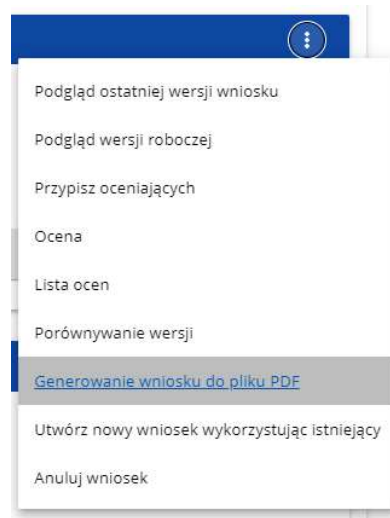 Podgląd ostatniej wersji wniosku
Podgląd wersji roboczej
Przypisz oceniających
Ocena
Lista ocen
Porównywanie wersji
Generowanie wniosku do pliku PDF
Utwórz nowy wniosek wykorzystując istniejący
Anuluj wniosek